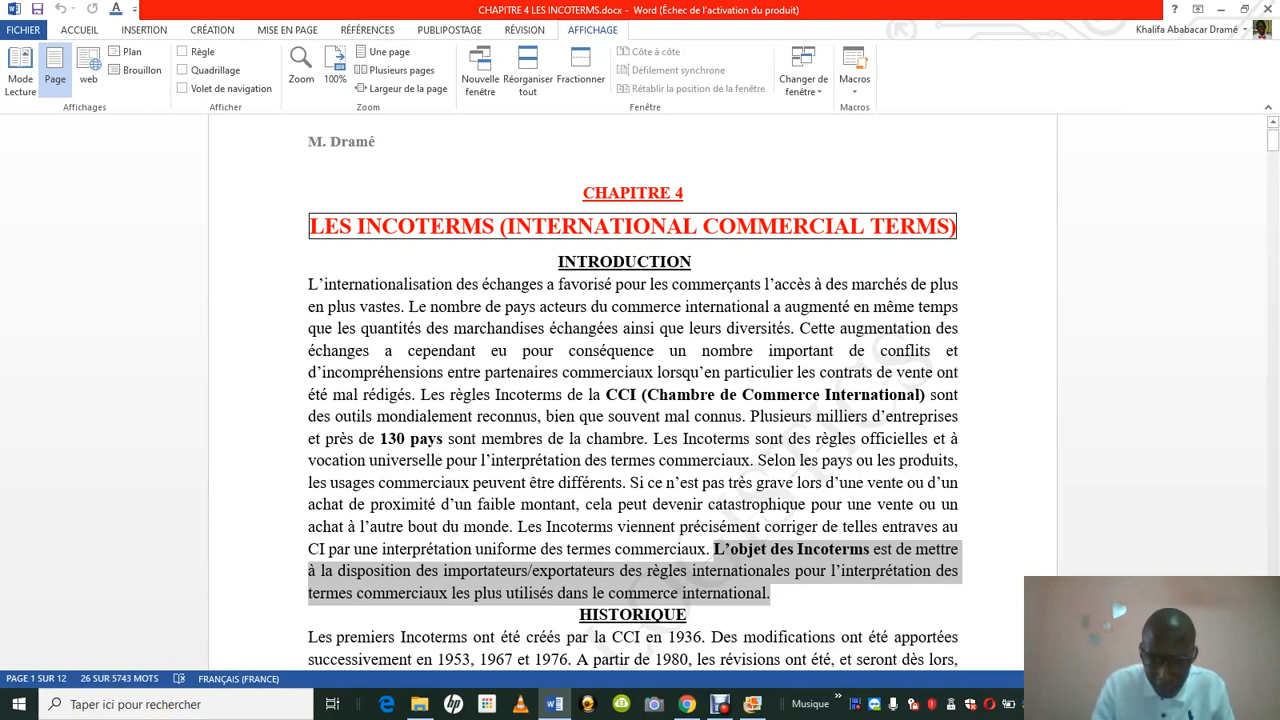 CHAPITRE 4 LES INCOTERMS.docx - Word (Échec de l'activation du produit)
FICHIER ACCUEIL INSERTION CRÉATION MISE EN PAGE RÉFÉRENCES PUBLIPOSTAGE RÉVISION AFFICHAGE Khalifa Ababacar Dramé
Mode Lecture
Page
web
Plan
Brouillon
Affichages
Règle
Quadrillage
Volet de navigation
Afficher
Zoom
100%
Une page
Plusieurs pages
Largeur de la page
Zoom
Nouvelle fenêtre
Réorganiser tout
Fractionner
Côte à côte
Défilement synchrone
Rétablir la position de la fenêtre
Fenêtre
Changer de fenêtre
Macros
Macros
M. Dramé
CHAPITRE 4
LES INCOTERMS (INTERNATIONAL COMMERCIAL TERMS)
INTRODUCTION
L'internationalisation des échanges a favorisé pour les commerçants l'accès à des marchés de plus
en plus vastes. Le nombre de pays acteurs du commerce international a augmenté en même temps
que les quantités des marchandises échangées ainsi que leurs diversités. Cette augmentation des
échanges a cependant eu pour conséquence un nombre important de conflits et
d'incompréhensions entre partenaires commerciaux lorsqu'en particulier les contrats de vente ont
été mal rédigés. Les règles Incoterms de la CCI (Chambre de Commerce International) sont
des outils mondialement reconnus, bien que souvent mal connus. Plusieurs milliers d'entreprises
et près de 130 pays sont membres de la chambre. Les Incoterms sont des règles officielles et à
vocation universelle pour l'interprétation des termes commerciaux. Selon les pays ou les produits,
les usages commerciaux peuvent être différents. Si ce n'est pas très grave lors d'une vente ou d'un
achat de proximité d'un faible montant, cela peut devenir catastrophique pour une vente ou un
achat à l'autre bout du monde. Les Incoterms viennent précisément corriger de telles entraves au
CI par une interprétation uniforme des termes commerciaux. L'objet des Incoterms est de mettre
à la disposition des importateurs/exportateurs des règles internationales pour l'interprétation des
termes commerciaux les plus utilisés dans le commerce international.
HISTORIQUE
Les premiers Incoterms ont été créés par la CCI en 1936. Des modifications ont été apportées
successivement en 1953, 1967 et 1976. A partir de 1980, les révisions ont été, et seront dès lors,
PAGE 1 SUR 12 26 SUR 5743 MOTS FRANÇAIS (FRANCE)
Taper ici pour rechercher
Musique